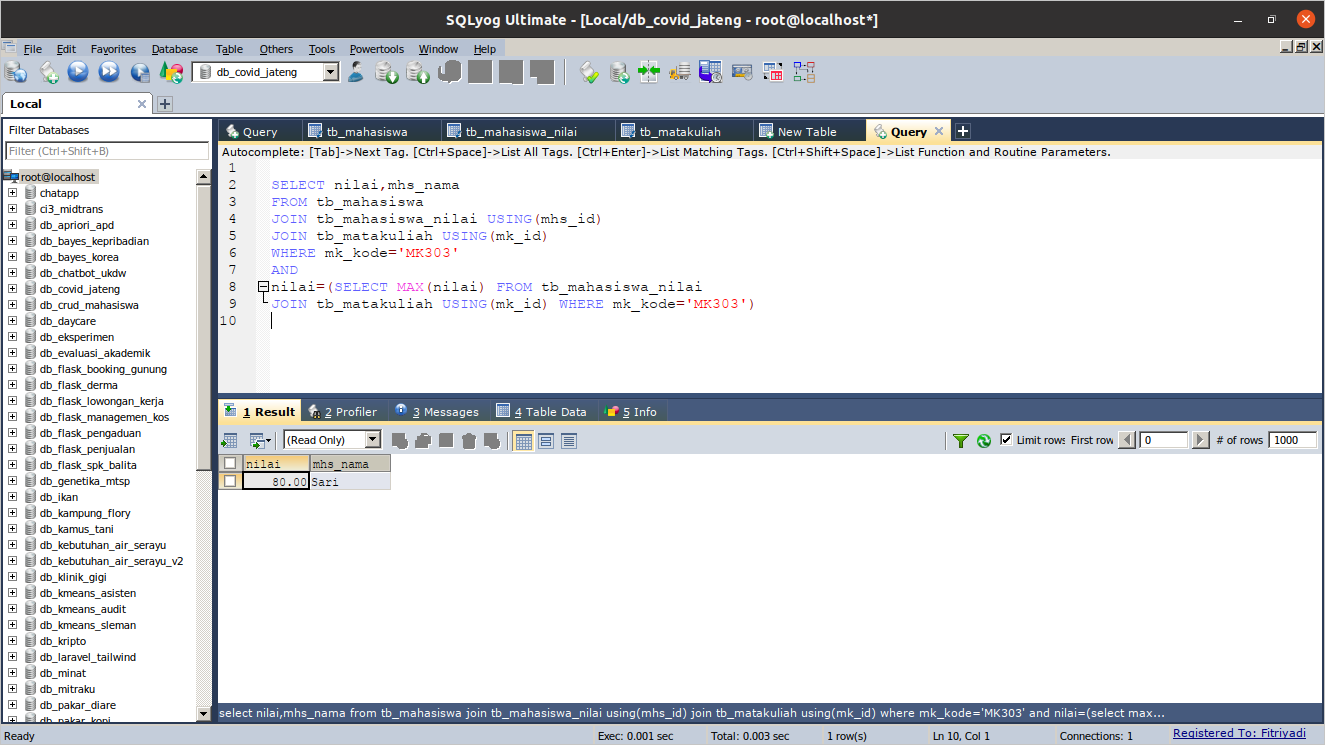 SQLyog Ultimate - [Local/db_covid_jateng - root@localhost*]
File Edit Favorites Database Table Others Tools Powertools Window Help
db_covid_jateng
Local
Filter Databases
Filter (Ctrl+Shift+B)
root@localhost
chatapp
ci3_midtrans
db_apriori_apd
db_bayes_kepribadian
db_bayes_korea
db_chatbot_ukdw
db_covid_jateng
db_crud_mahasiswa
db_daycare
db_eksperimen
db_evaluasi_akademik
db_flask_booking_gunung
db_flask_derma
db_flask_lowongan_kerja
db_flask_managemen_kos
db_flask_pengaduan
db_flask_penjualan
db_flask_spk_balita
db_genetika_mtsp
db_ikan
db_kampung_flory
db_kamus_tani
db_kebutuhan_air_serayu
db_kebutuhan_air_serayu_v2
db_klinik_gigi
db_kmeans_asisten
db_kmeans_audit
db_kmeans_sleman
db_kripto
db_laravel_tailwind
db_minat
db_mitraku
db_pakar_diare
db_pakar_kopi
Query tb_mahasiswa tb_mahasiswa_nilai tb_matakuliah New Table Query
Autocomplete: [Tab]->Next Tag. [Ctrl+Space]->List All Tags. [Ctrl+Enter]->List Matching Tags. [Ctrl+Shift+Space]->List Function and Routine Parameters.
1
2 SELECT nilai,mhs_nama
3 FROM tb_mahasiswa
4 JOIN tb_mahasiswa_nilai USING(mhs_id)
5 JOIN tb_matakuliah USING(mk_id)
6 WHERE mk_kode='MK303'
7 AND
8 nilai=(SELECT MAX(nilai) FROM tb_mahasiswa_nilai
9 JOIN tb_matakuliah USING(mk_id) WHERE mk_kode='MK303')
10
1 Result 2 Profiler 3 Messages 4 Table Data 5 Info
(Read Only) Limit rows First row 0 # of rows 1000
nilai mhs_nama
80.00 Sari
select nilai,mhs_nama from tb_mahasiswa join tb_mahasiswa_nilai using(mhs_id) join tb_matakuliah using(mk_id) where mk_kode='MK303' and nilai=(select max...
Ready Exec: 0.001 sec Total: 0.003 sec 1 row(s) Ln 10, Col 1 Connections: 1 Registered To: Fitriyadi